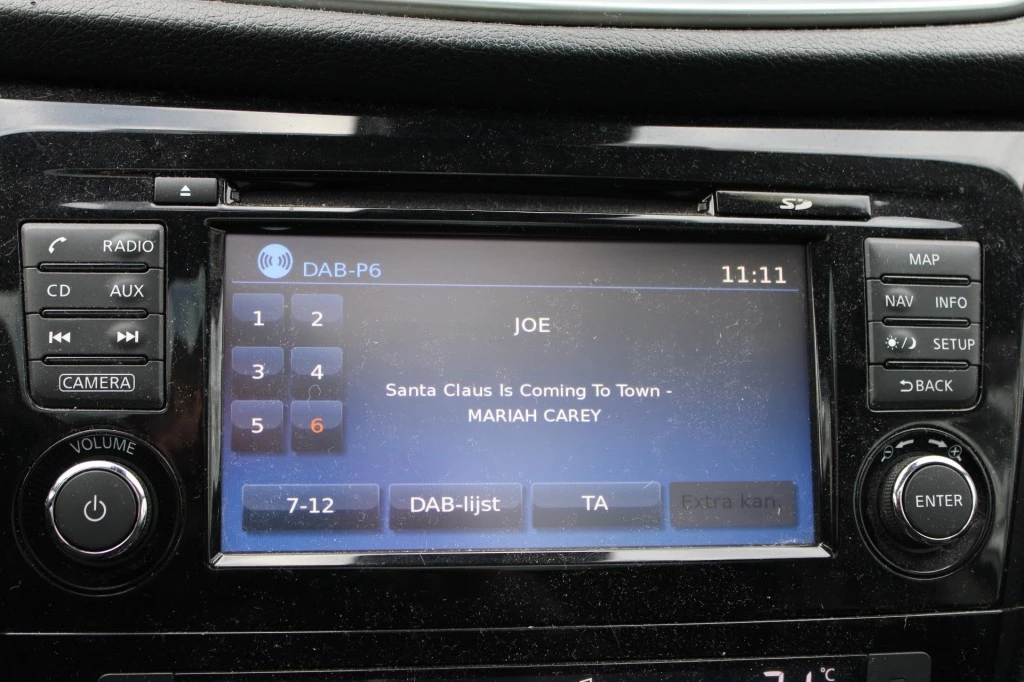 SD
RADIO
CD AUX
CAMERA
VOLUME
DAB-P6 11:11
1 2
3 4
5 6
JOE
Santa Claus Is Coming To Town -
MARIAH CAREY
7-12 DAB-lijst TA Extra kan.
MAP
NAV INFO
SETUP
BACK
ENTER
°C